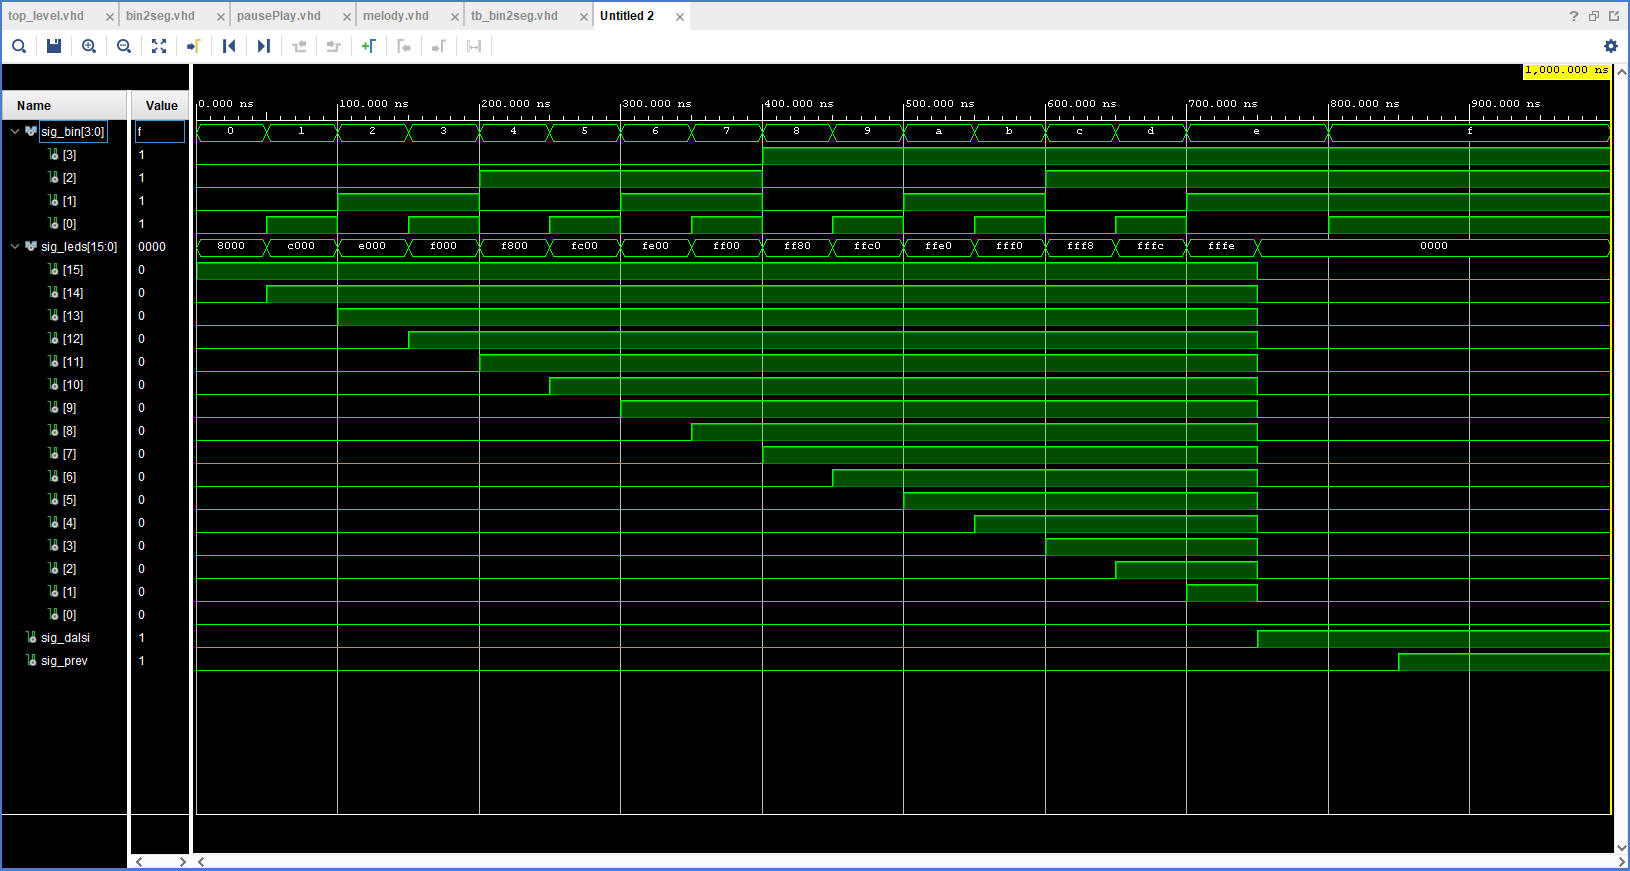 top_level.vhd × bin2seg.vhd × pausePlay.vhd × melody.vhd × tb_bin2seg.vhd × Untitled 2 × ?
1,000.000 ns
Name Value 0.000 ns 100.000 ns 200.000 ns 300.000 ns 400.000 ns 500.000 ns 600.000 ns 700.000 ns 800.000 ns 900.000 ns
sig_bin[3:0] f 0 1 2 3 4 5 6 7 8 9 a b c d e f
[3] 1
[2] 1
[1] 1
[0] 1
sig_leds[15:0] 0000 8000 c000 e000 f000 f800 fc00 fe00 ff00 ff80 ffc0 ffe0 fff0 fff8 fffc fffe 0000
[15] 0
[14] 0
[13] 0
[12] 0
[11] 0
[10] 0
[9] 0
[8] 0
[7] 0
[6] 0
[5] 0
[4] 0
[3] 0
[2] 0
[1] 0
[0] 0
sig_dalsi 1
sig_prev 1